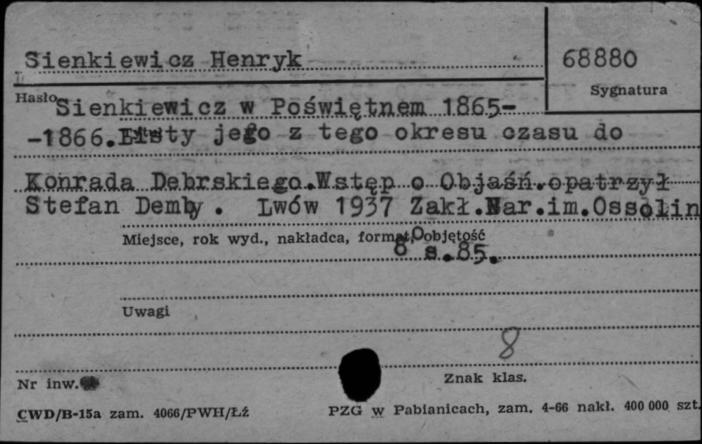 Sienkiewicz Henryk
68880
Sygnatura
Hasło
Sienkiewicz w Poświętnem 1865-
-1866.Listy jego z tego okresu czasu do
Konrada Debrskiego.Wstęp o Objaśń.opatrzył
Stefan Demby. Lwów 1937 Zakł.Nar.im.Ossolin
Miejsce, rok wyd., nakładca, format, objętość
8° s.85.
Uwagi
8
Nr inw.
Znak klas.
CWD/B-15a zam. 4066/PWH/Łź
PZG w Pabianicach, zam. 4-66 nakł. 400 000 szt.